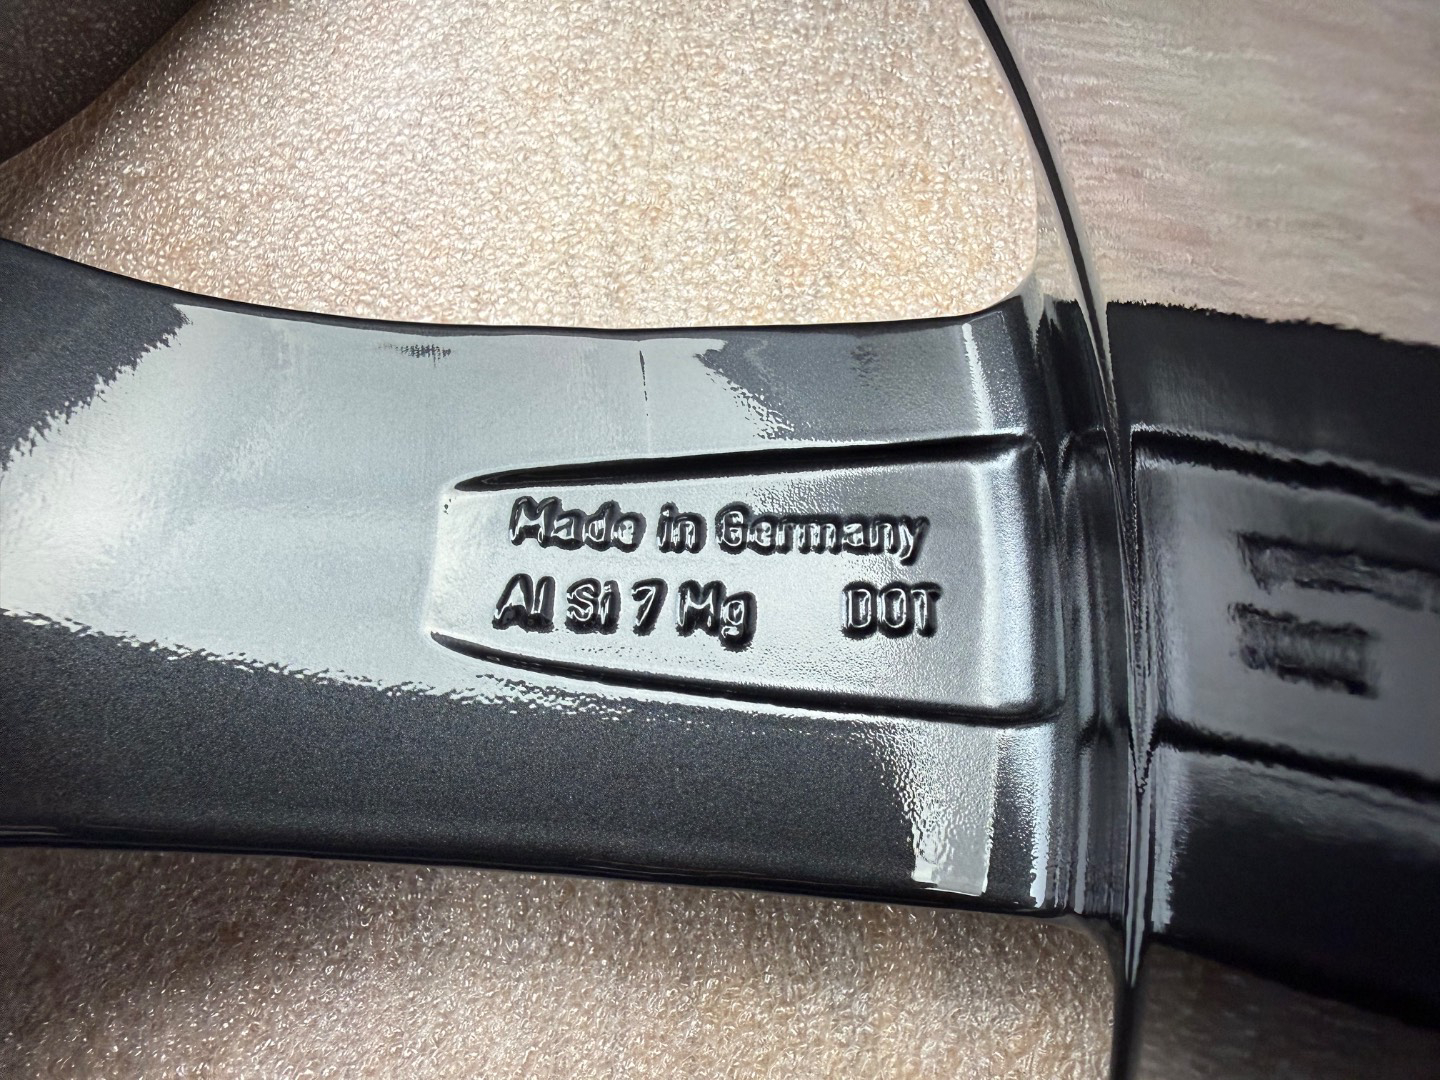 Made in Germany
Al Si 7 Mg DOT